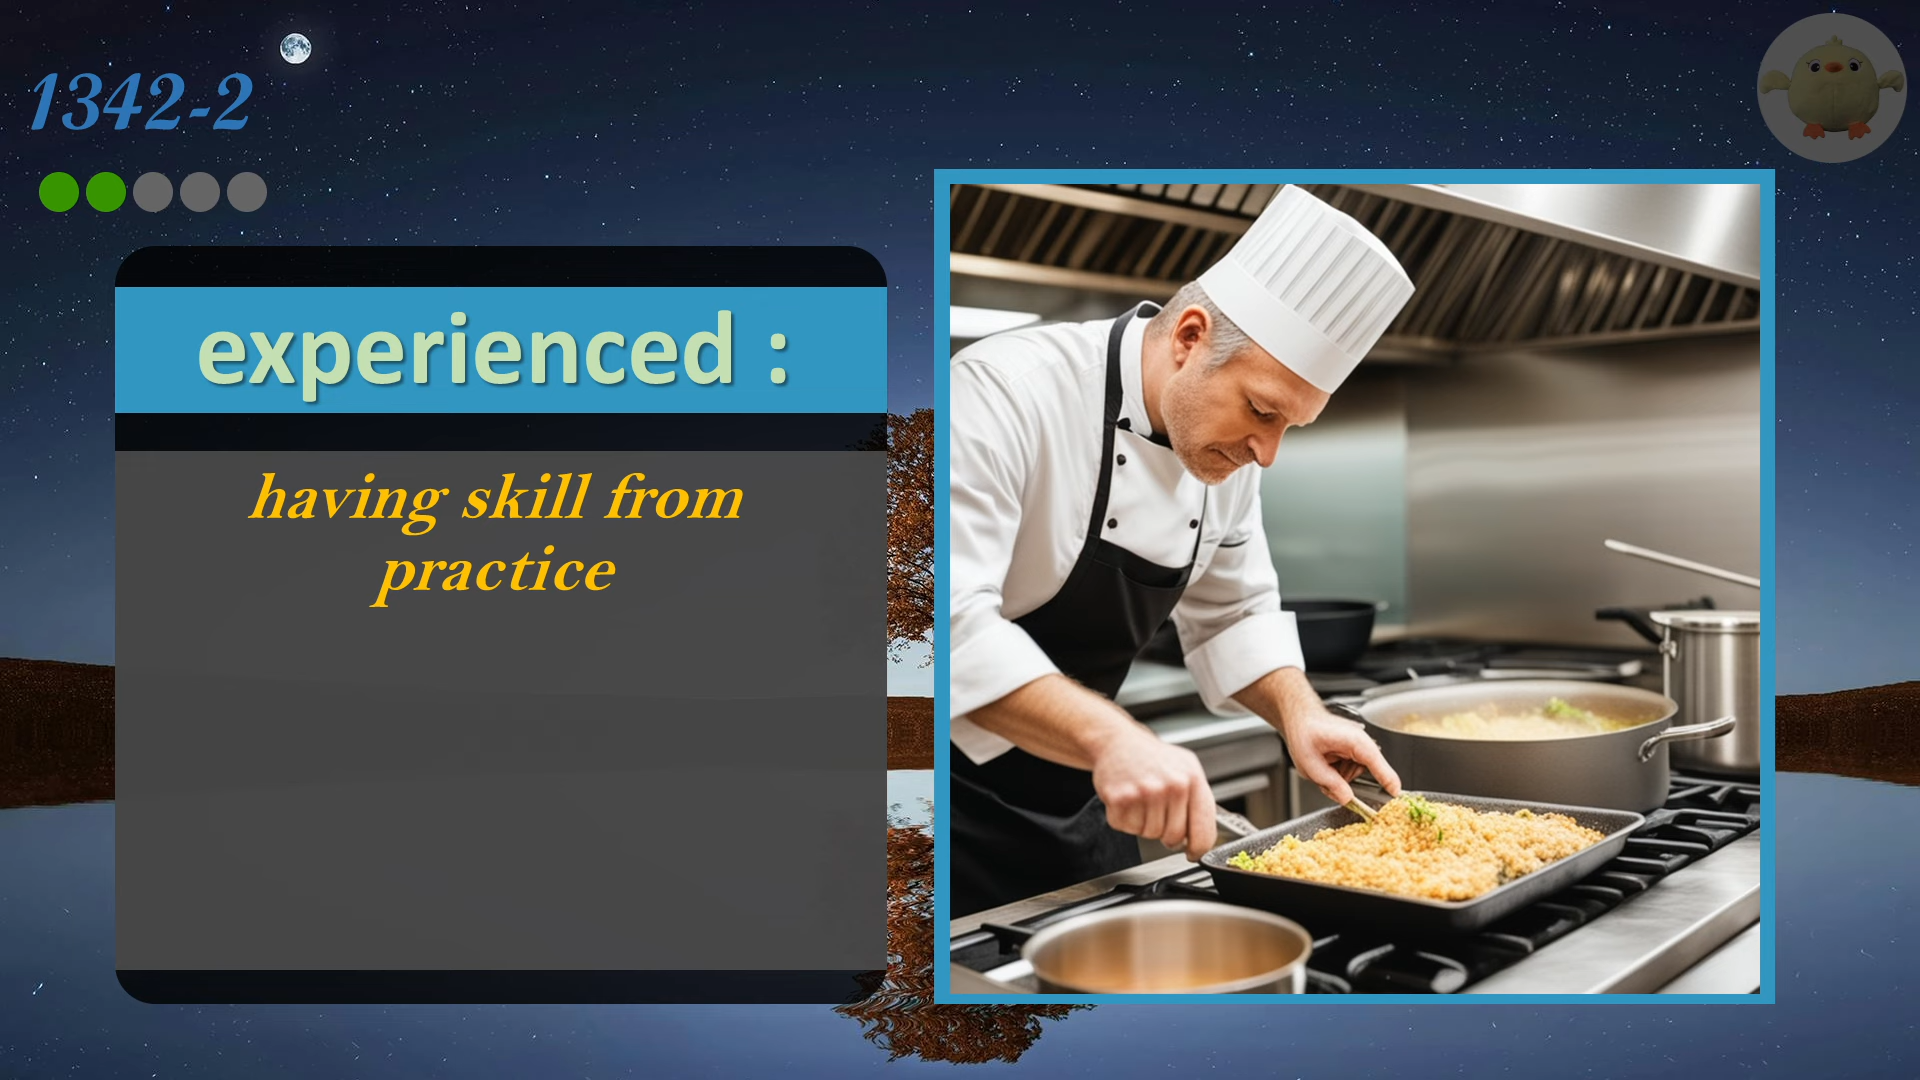 1342-2
experienced :
having skill from
practice